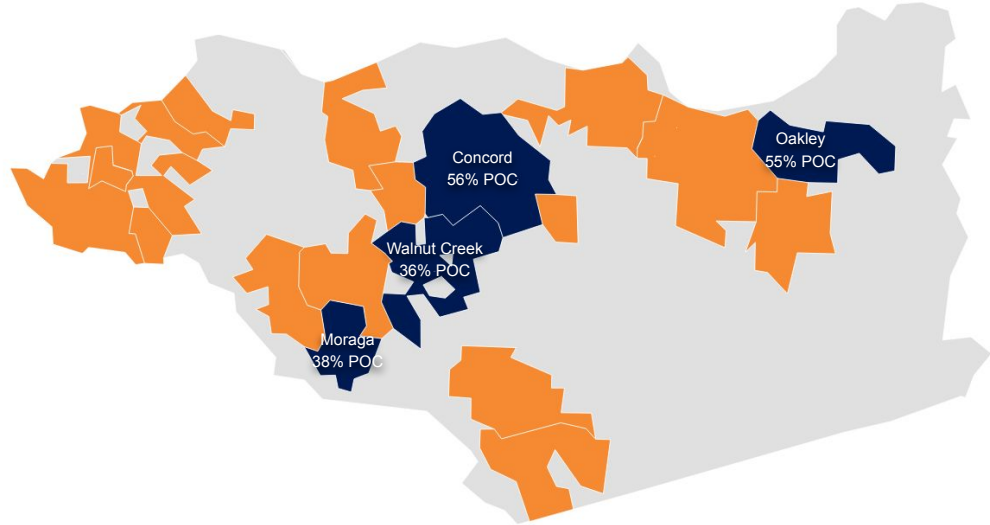 Concord
56% POC
Oakley
55% POC
Walnut Creek
36% POC
Moraga
38% POC